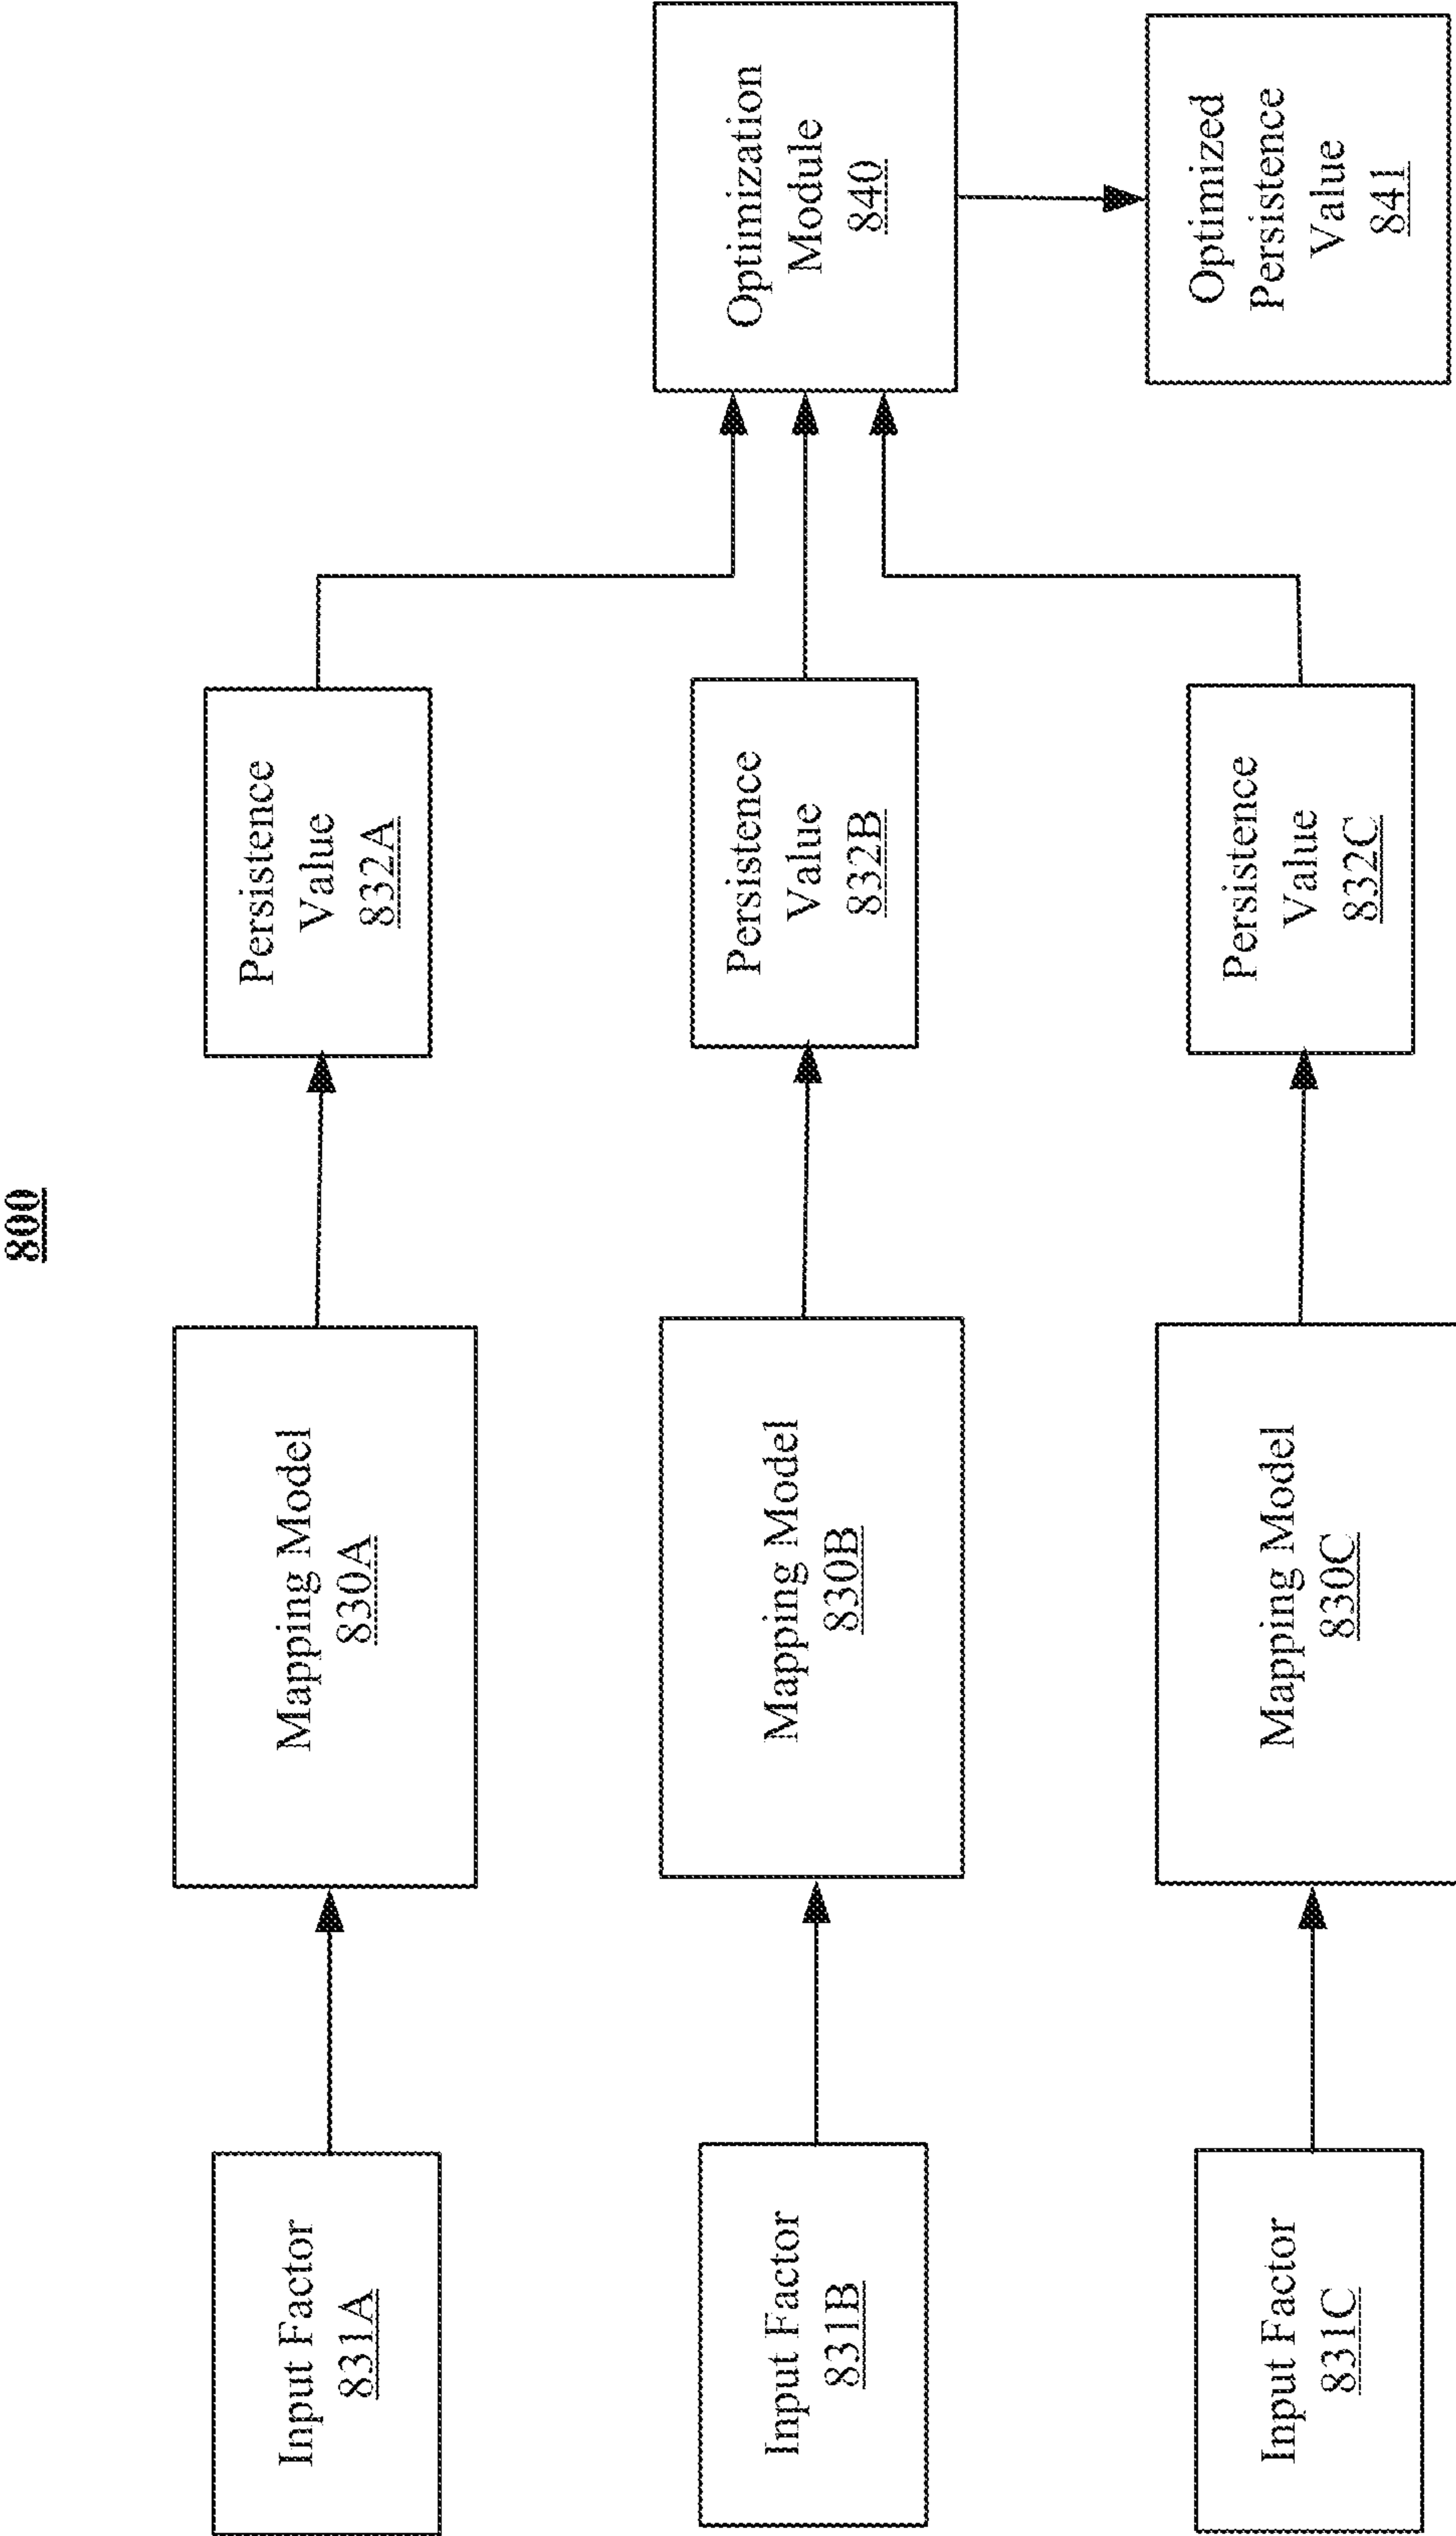 800
Input Factor
831A
Mapping Model
830A
Persistence
Value
832A
Input Factor
831B
Mapping Model
830B
Persistence
Value
832B
Optimization
Module
840
Input Factor
831C
Mapping Model
830C
Persistence
Value
832C
Optimized
Persistence
Value
841